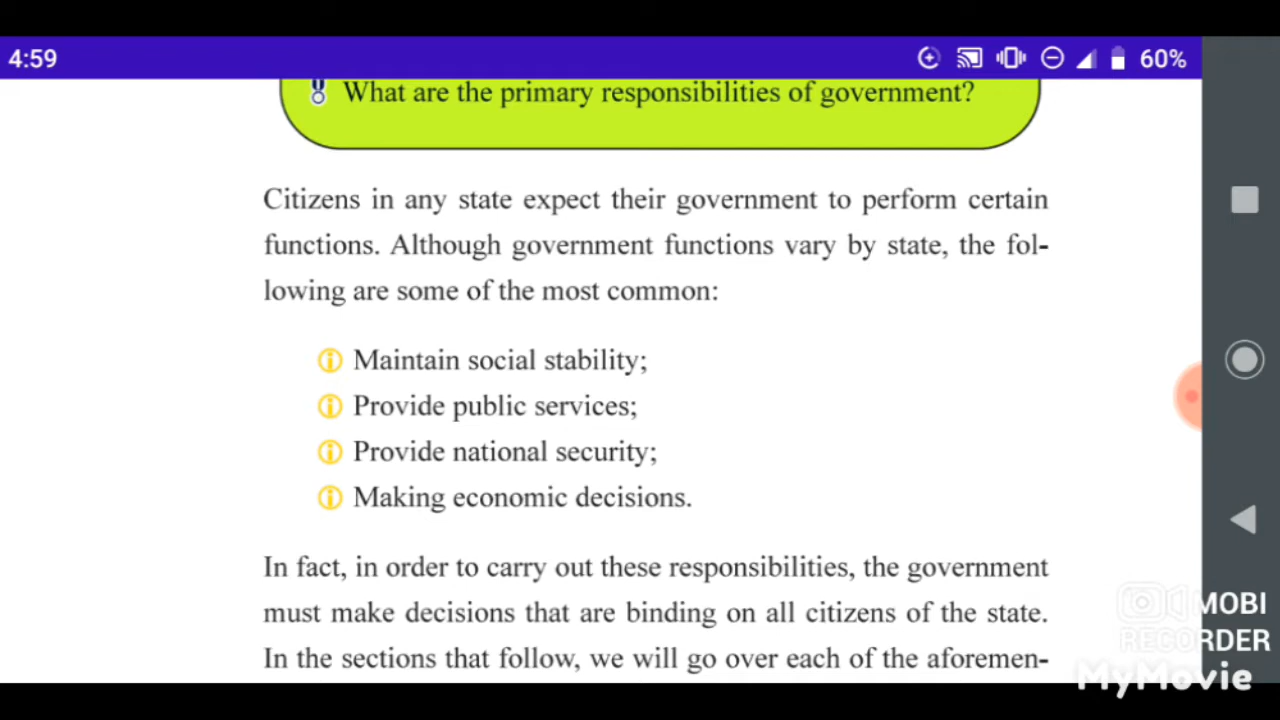 4:59
60%
What are the primary responsibilities of government?
Citizens in any state expect their government to perform certain
functions. Although government functions vary by state, the fol-
lowing are some of the most common:
Maintain social stability;
Provide public services;
Provide national security;
Making economic decisions.
In fact, in order to carry out these responsibilities, the government
must make decisions that are binding on all citizens of the state.
In the sections that follow, we will go over each of the aforemen-
MOBI
RECORDER
MyMovie